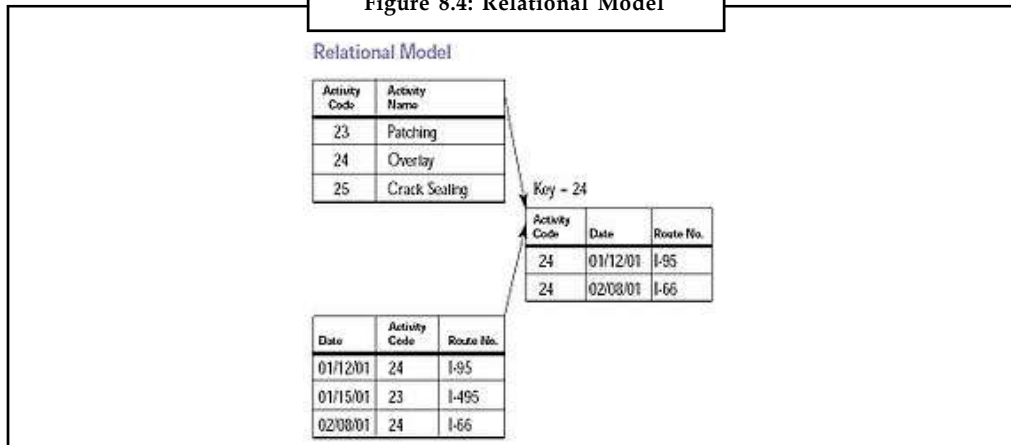 Figure 8.4: Relational Model
Relational Model
Activity Code Activity Name
23 Patching
24 Overlay
25 Crack Sealing
Key = 24
Activity Code Date Route No.
24 01/12/01 I-95
24 02/08/01 I-66
Date Activity Code Route No.
01/12/01 24 I-95
01/15/01 23 I-495
02/08/01 24 I-66